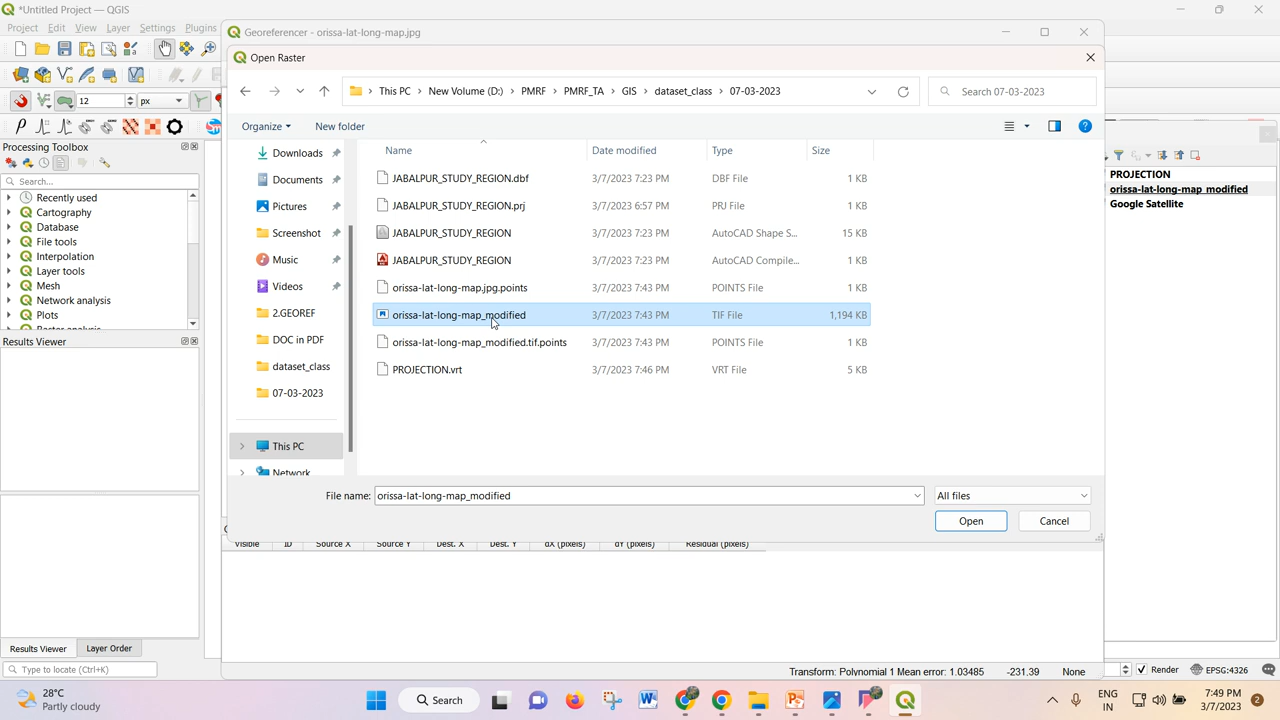 *Untitled Project — QGIS
Project Edit View Layer Settings Plugins
Georeferencer - orissa-lat-long-map.jpg
Open Raster
This PC > New Volume (D:) > PMRF > PMRF_TA > GIS > dataset_class > 07-03-2023
Search 07-03-2023
12 px
Organize New folder
Processing Toolbox
Search...
Recently used
Cartography
Database
File tools
Interpolation
Layer tools
Mesh
Network analysis
Plots
Raster analysis
Results Viewer
Downloads
Documents
Pictures
Screenshot
Music
Videos
2.GEOREF
DOC in PDF
dataset_class
07-03-2023
This PC
Network
Name Date modified Type Size
JABALPUR_STUDY_REGION.dbf 3/7/2023 7:23 PM DBF File 1 KB
JABALPUR_STUDY_REGION.prj 3/7/2023 6:57 PM PRJ File 1 KB
JABALPUR_STUDY_REGION 3/7/2023 7:23 PM AutoCAD Shape S... 15 KB
JABALPUR_STUDY_REGION 3/7/2023 7:23 PM AutoCAD Compile... 1 KB
orissa-lat-long-map.jpg.points 3/7/2023 7:43 PM POINTS File 1 KB
orissa-lat-long-map_modified 3/7/2023 7:43 PM TIF File 1,194 KB
orissa-lat-long-map_modified.tif.points 3/7/2023 7:43 PM POINTS File 1 KB
PROJECTION.vrt 3/7/2023 7:46 PM VRT File 5 KB
File name: orissa-lat-long-map_modified All files
Open Cancel
PROJECTION
orissa-lat-long-map modified
Google Satellite
Visible ID Source X Source Y Dest. X Dest. Y dX (pixels) dY (pixels) Residual (pixels)
Results Viewer Layer Order
Type to locate (Ctrl+K)
Transform: Polynomial 1 Mean error: 1.03485 -231.39 None
Render EPSG:4326
28°C
Partly cloudy
Search
ENG
IN
7:49 PM
3/7/2023
2